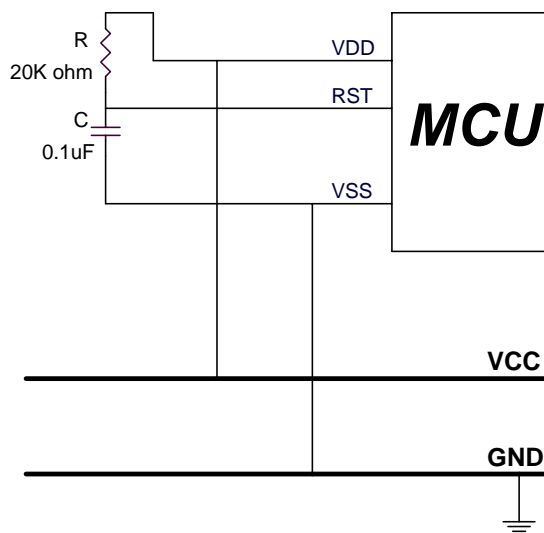 R
20K ohm
C
0.1uF
VDD
RST
VSS
MCU
VCC
GND